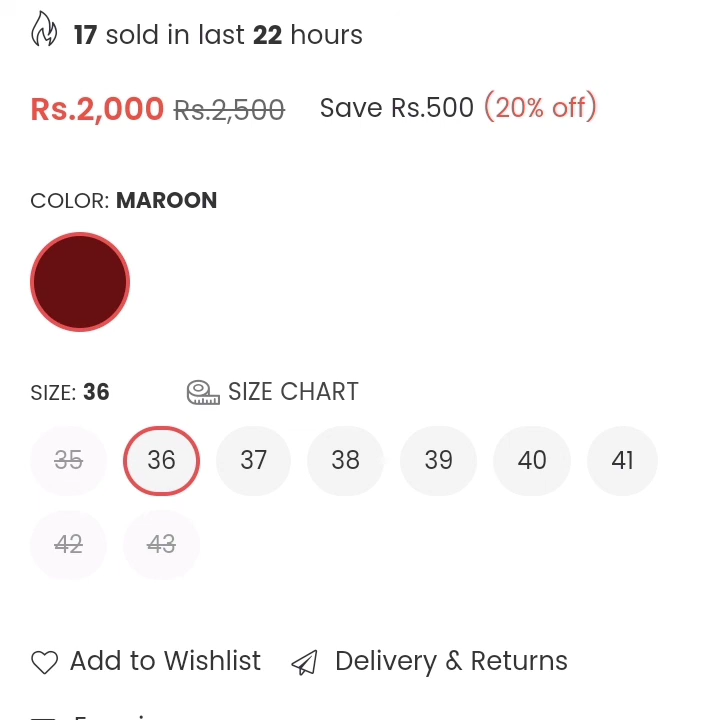 17 sold in last 22 hours
Rs.2,000 Rs.2,500 Save Rs.500 (20% off)
COLOR: MAROON
SIZE: 36 SIZE CHART
35 36 37 38 39 40 41
42 43
Add to Wishlist Delivery & Returns